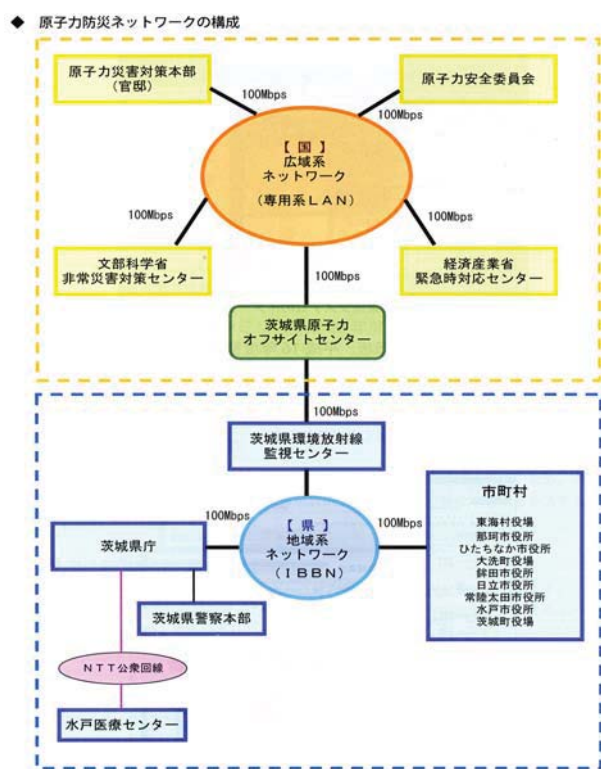 ◆ 原子力防災ネットワークの構成
原子力災害対策本部
(官邸)
原子力安全委員会
100Mbps
100Mbps
【 国 】
広域系
ネットワーク
(専用系LAN)
100Mbps
100Mbps
文部科学省
非常災害対策センター
経済産業省
緊急時対応センター
100Mbps
茨城県原子力
オフサイトセンター
100Mbps
茨城県環境放射線
監視センター
市町村
100Mbps
【 県 】
地域系
ネットワーク
(IBBN)
100Mbps
東海村役場
那珂市役所
ひたちなか市役所
大洗町役場
鉾田市役所
日立市役所
常陸太田市役所
水戸市役所
茨城町役場
茨城県庁
茨城県警察本部
NTT公衆回線
水戸医療センター